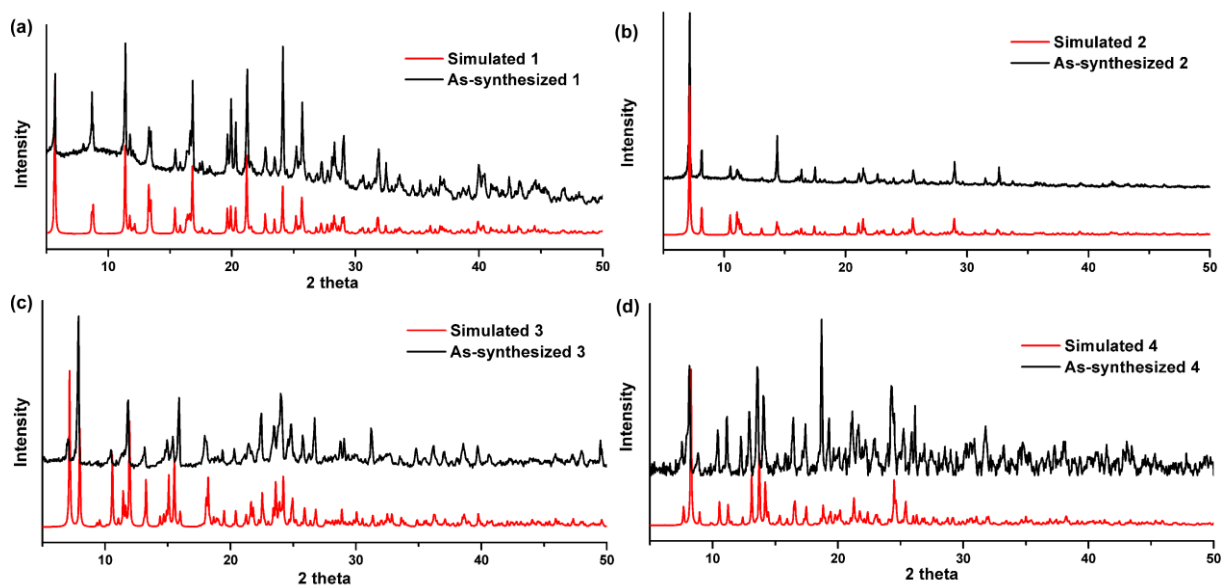 (a)
Simulated 1
As-synthesized 1
Intensity
10 20 30 40 50
2 theta
(b)
Simulated 2
As-synthesized 2
Intensity
10 20 30 40 50
2 theta
(c)
Simulated 3
As-synthesized 3
Intensity
10 20 30 40 50
2 theta
(d)
Simulated 4
As-synthesized 4
Intensity
10 20 30 40 50
2 theta